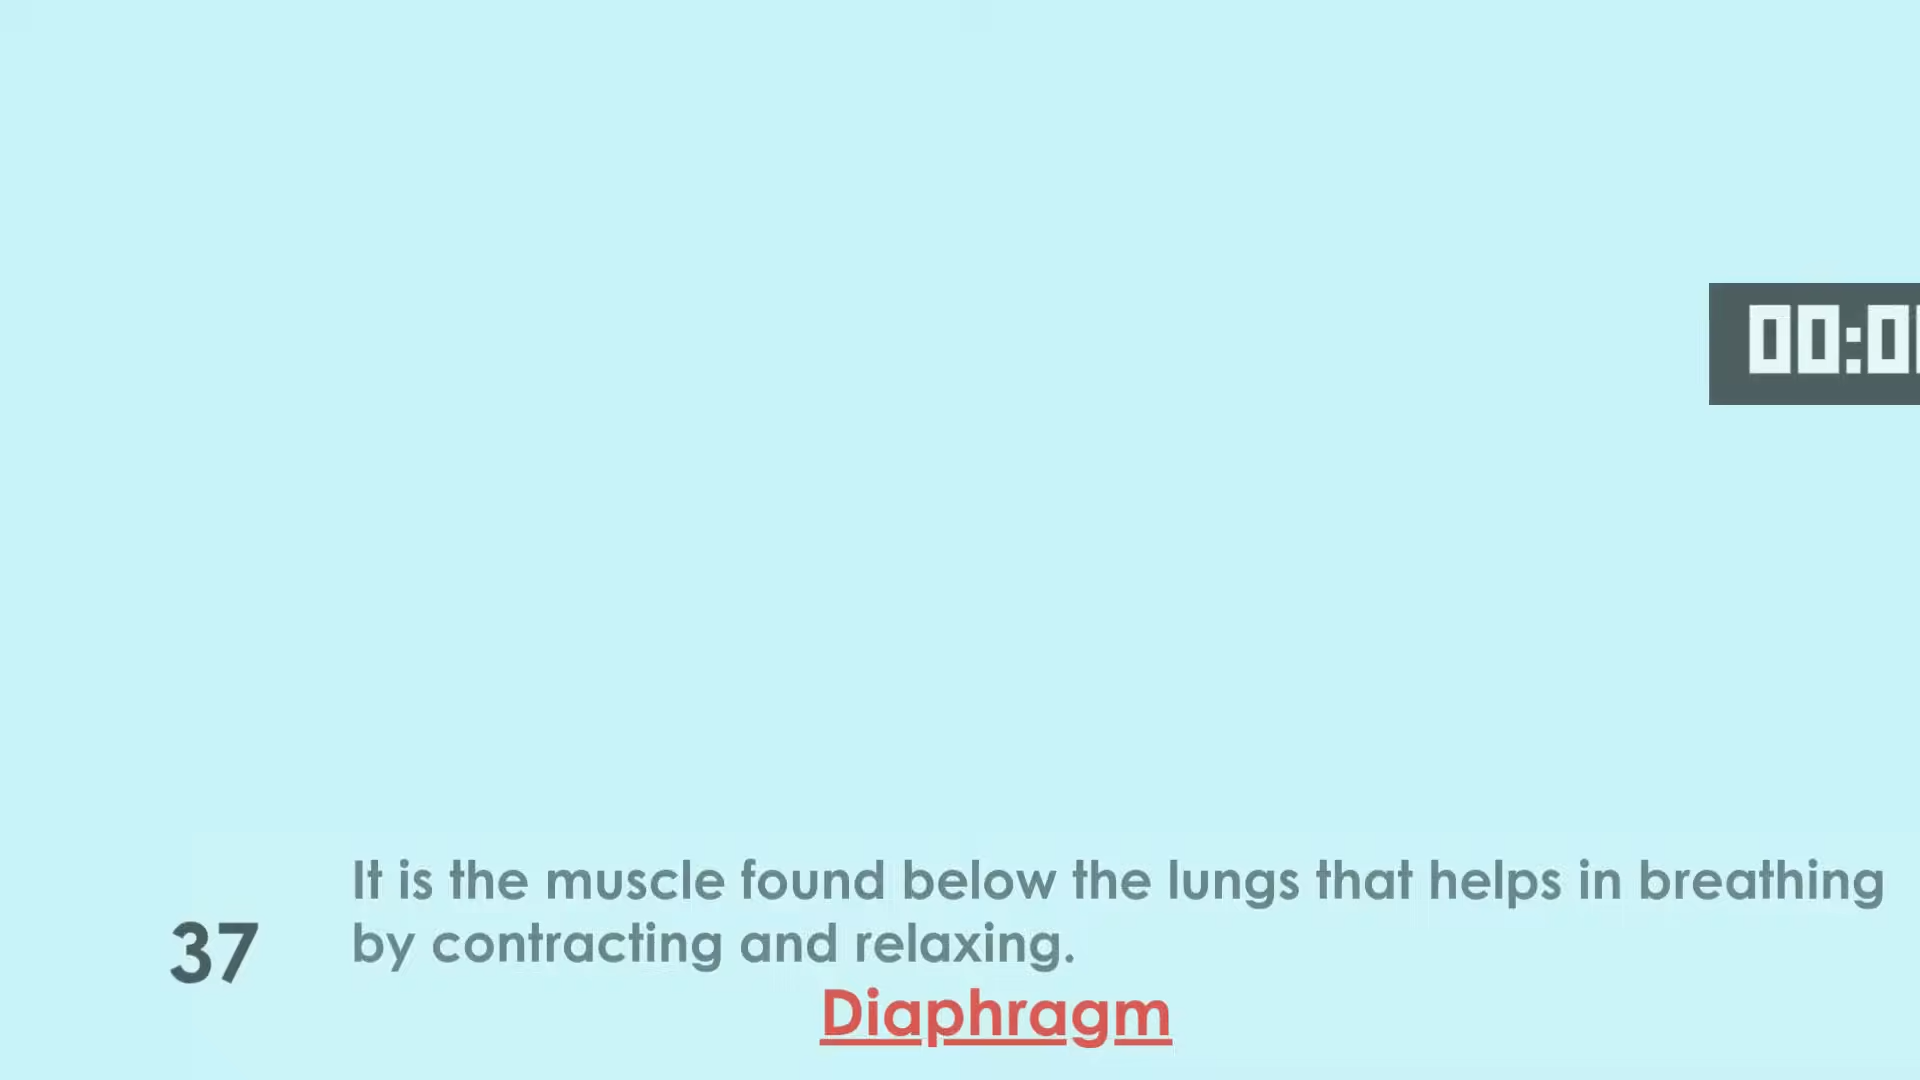 00:0
It is the muscle found below the lungs that helps in breathing
37
by contracting and relaxing.
Diaphragm